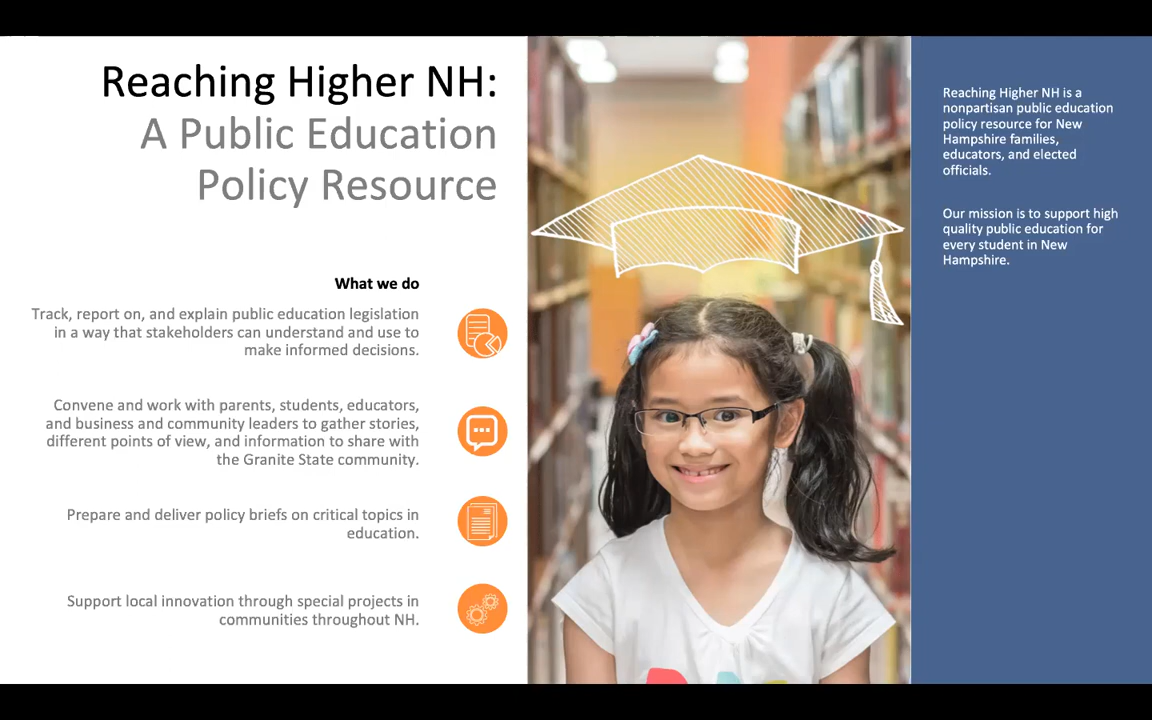 Reaching Higher NH:
A Public Education
Policy Resource
What we do
Track, report on, and explain public education legislation
in a way that stakeholders can understand and use to
make informed decisions.
Convene and work with parents, students, educators,
and business and community leaders to gather stories,
different points of view, and information to share with
the Granite State community.
Prepare and deliver policy briefs on critical topics in
education.
Support local innovation through special projects in
communities throughout NH.
Reaching Higher NH is a
nonpartisan public education
policy resource for New
Hampshire families,
educators, and elected
officials.
Our mission is to support high
quality public education for
every student in New
Hampshire.